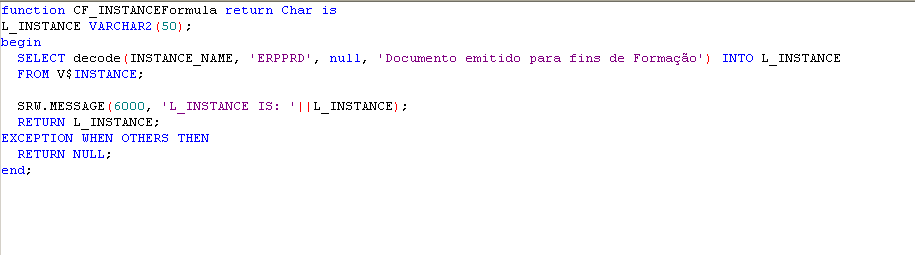 function CF_INSTANCEFormula return Char is
L_INSTANCE VARCHAR2(50);
begin
  SELECT decode(INSTANCE_NAME, 'ERPPRD', null, 'Documento emitido para fins de Formação') INTO L_INSTANCE
  FROM V$INSTANCE;
  SRW.MESSAGE(6000, 'L_INSTANCE IS: '||L_INSTANCE);
  RETURN L_INSTANCE;
EXCEPTION WHEN OTHERS THEN
  RETURN NULL;
end;